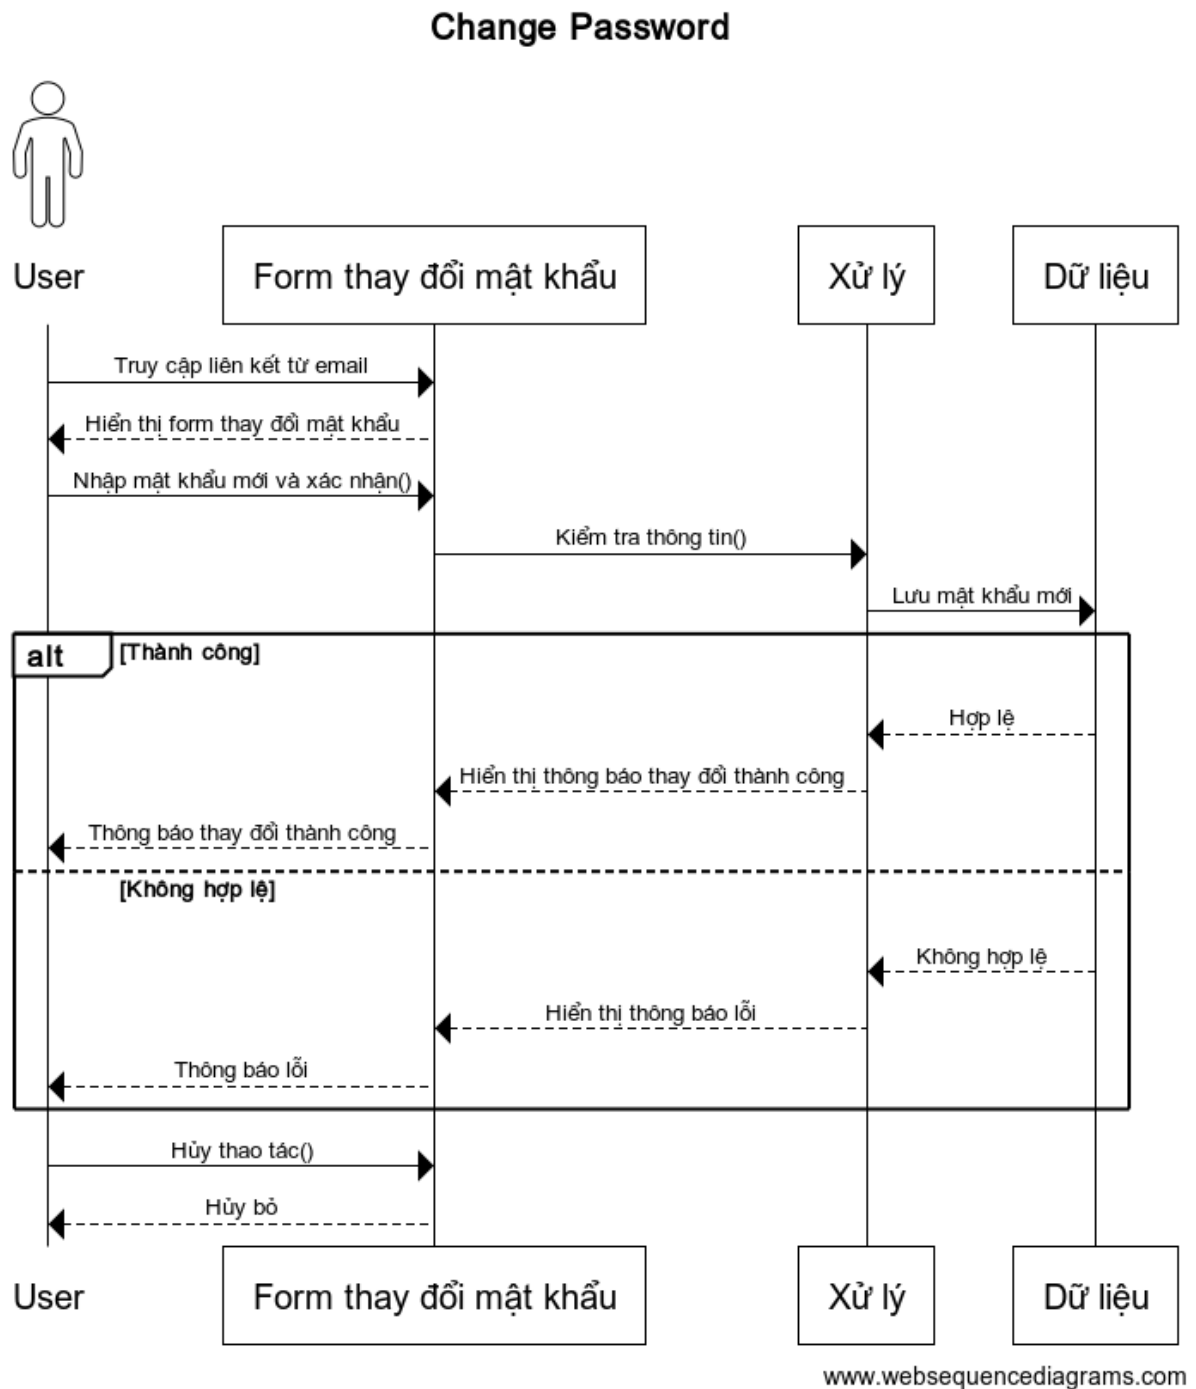 Change Password
User
Form thay đổi mật khẩu
Xử lý
Dữ liệu
Truy cập liên kết từ email
Hiển thị form thay đổi mật khẩu
Nhập mật khẩu mới và xác nhận()
Kiểm tra thông tin()
Lưu mật khẩu mới
alt
[Thành công]
Hợp lệ
Hiển thị thông báo thay đổi thành công
Thông báo thay đổi thành công
[Không hợp lệ]
Không hợp lệ
Hiển thị thông báo lỗi
Thông báo lỗi
Hủy thao tác()
Hủy bỏ
User
Form thay đổi mật khẩu
Xử lý
Dữ liệu
www.websequencediagrams.com